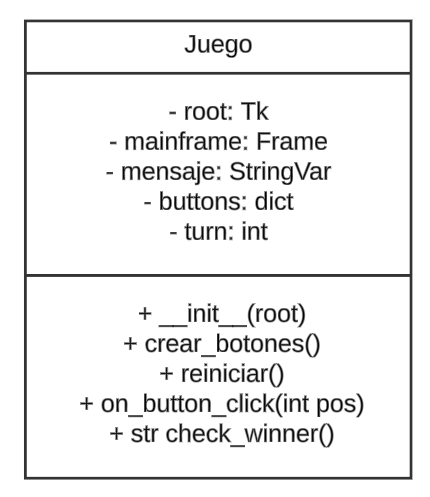 Juego
- root: Tk
- mainframe: Frame
- mensaje: StringVar
- buttons: dict
- turn: int
+ __init__(root)
+ crear_botones()
+ reiniciar()
+ on_button_click(int pos)
+ str check_winner()